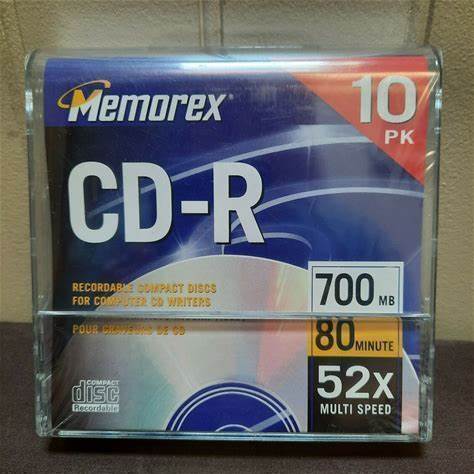 Memorex
10
PK
CD-R
RECORDABLE COMPACT DISCS
FOR COMPUTER CD WRITERS
POUR GRAVEURS DE CD
700 MB
80 MINUTE
52X
MULTI SPEED
COMPACT
disc
Recordable